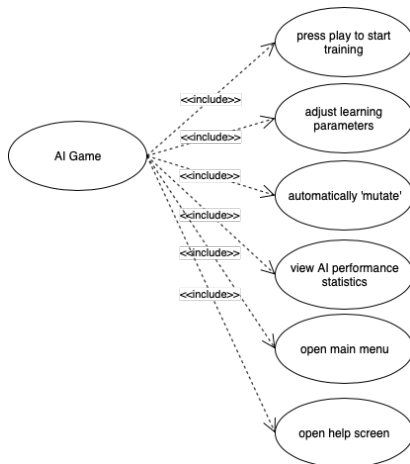 press play to start
training
<<include>>
adjust learning
parameters
<<include>>
AI Game
<<include>>
automatically 'mutate'
<<include>>
<<include>>
view AI performance
statistics
<<include>>
open main menu
open help screen